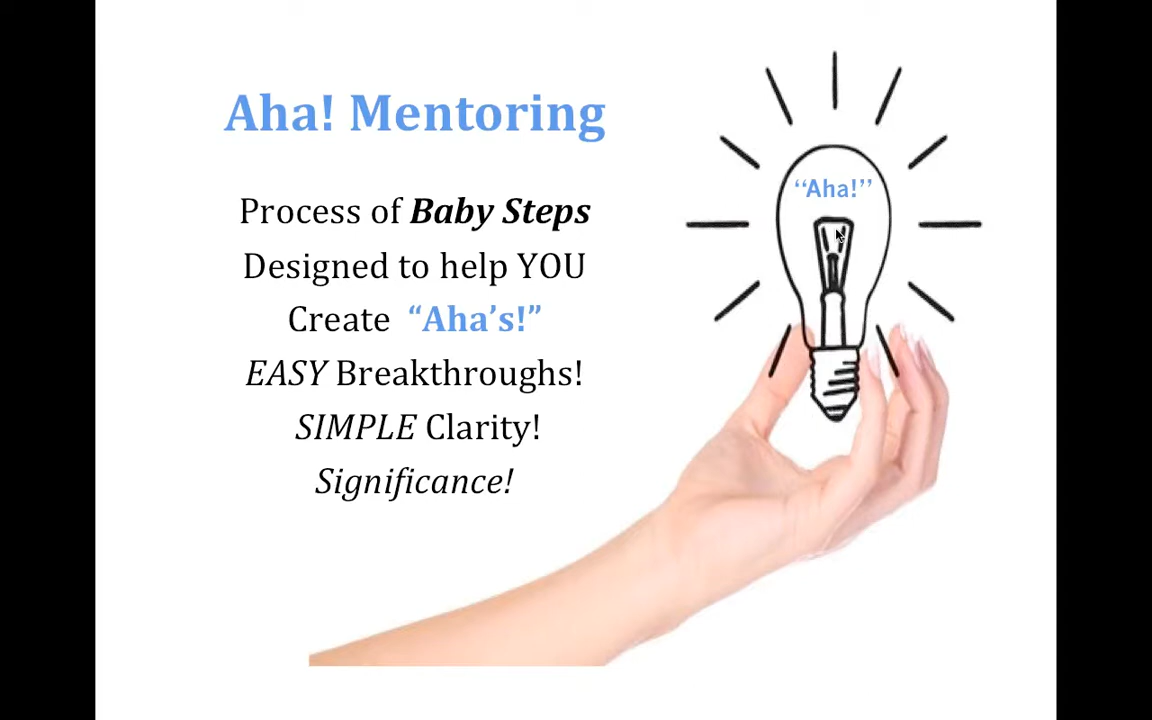 Aha! Mentoring
Process of Baby Steps
Designed to help YOU
Create “Aha’s!”
EASY Breakthroughs!
SIMPLE Clarity!
Significance!
“Aha!”